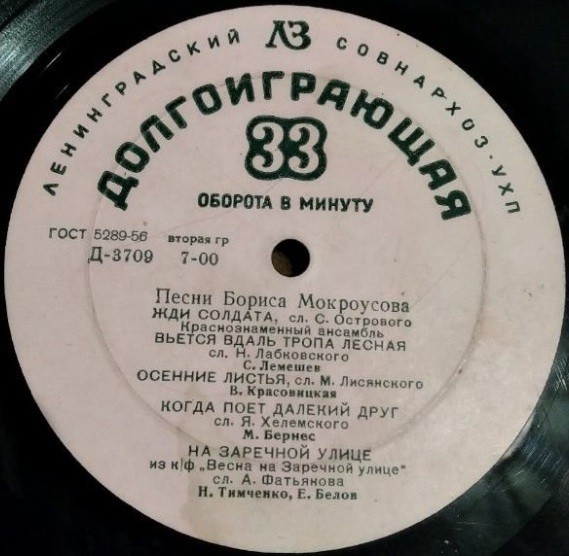 ЛЕНИНГРАДСКИЙ ЛЗ СОВНАРХОЗ·УХП
ДОЛГОИГРАЮЩАЯ
33
ОБОРОТА В МИНУТУ
ГОСТ 5289-56 вторая гр
Д-3709 7-00
Песни Бориса Мокроусова
ЖДИ СОЛДАТА, сл. С. Острового
Краснознаменный ансамбль
ВЬЕТСЯ ВДАЛЬ ТРОПА ЛЕСНАЯ
сл. Н. Лабковского
С. Лемешев
ОСЕННИЕ ЛИСТЬЯ, сл. М. Лисянского
В. Красовицкая
КОГДА ПОЕТ ДАЛЕКИЙ ДРУГ
сл. Я. Хелемского
М. Бернес
НА ЗАРЕЧНОЙ УЛИЦЕ
из к/ф „Весна на Заречной улице"
сл. А. Фатьянова
Н. Тимченко, Е. Белов